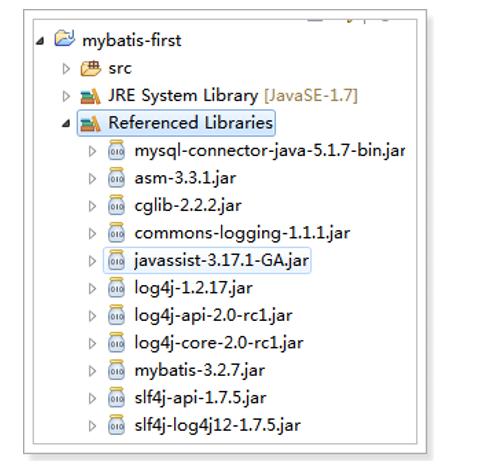 mybatis-first
src
JRE System Library [JavaSE-1.7]
Referenced Libraries
mysql-connector-java-5.1.7-bin.jar
asm-3.3.1.jar
cglib-2.2.2.jar
commons-logging-1.1.1.jar
javassist-3.17.1-GA.jar
log4j-1.2.17.jar
log4j-api-2.0-rc1.jar
log4j-core-2.0-rc1.jar
mybatis-3.2.7.jar
slf4j-api-1.7.5.jar
slf4j-log4j12-1.7.5.jar